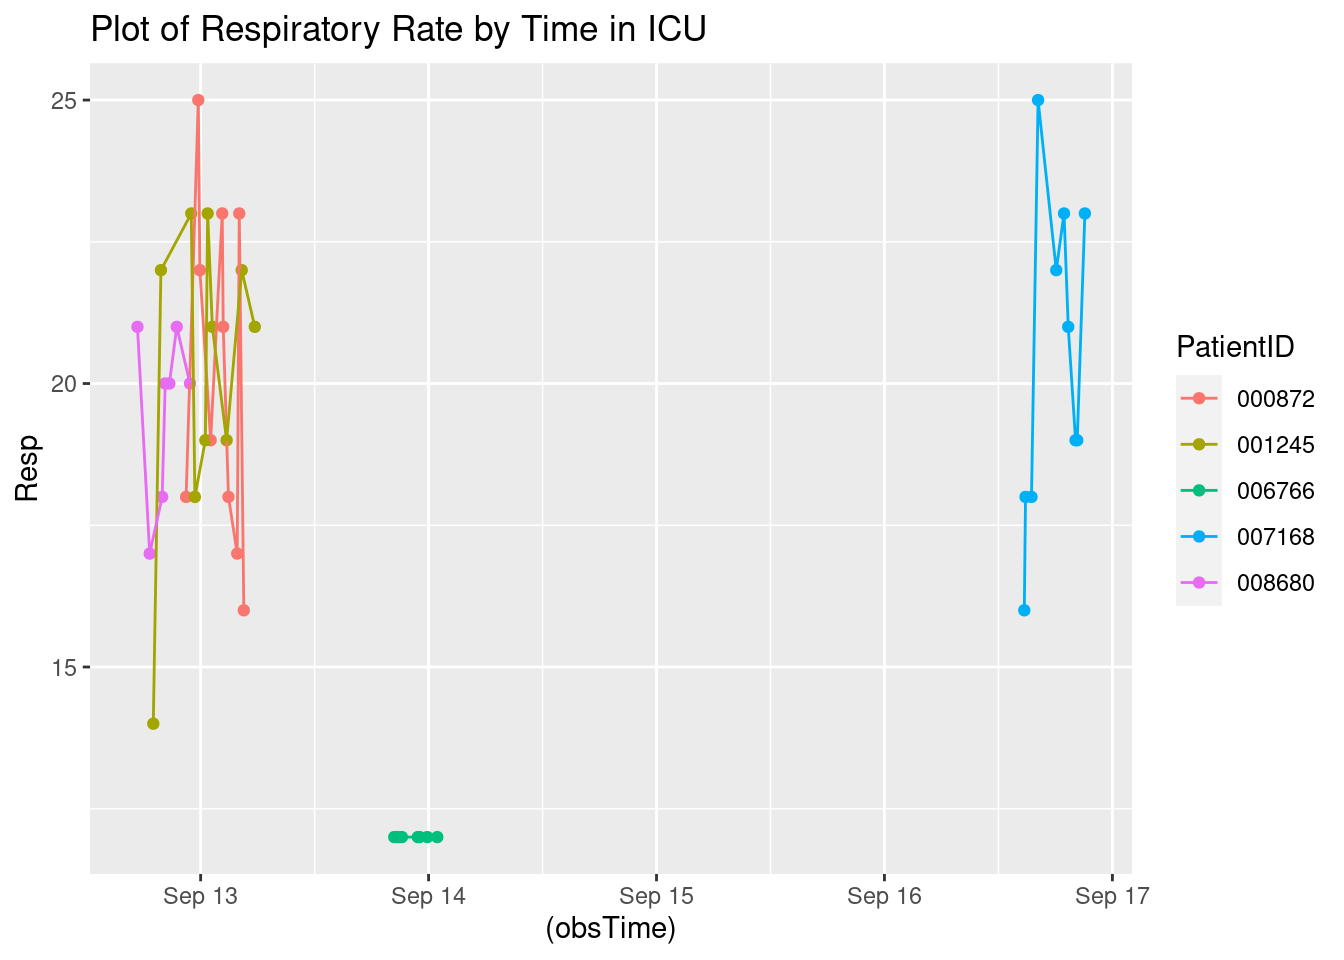 Plot of Respiratory Rate by Time in ICU
25
20
15
Resp
Sep 13
Sep 14
Sep 15
Sep 16
Sep 17
(obsTime)
PatientID
000872
001245
006766
007168
008680